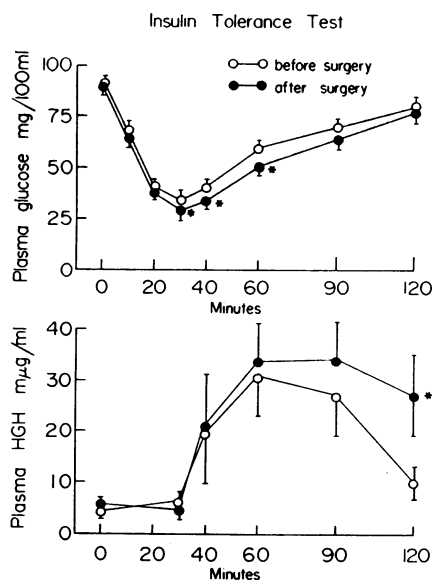 Insulin Tolerance Test
Plasma glucose mg/100ml
100
75
50
25
0
before surgery
after surgery
*
*
*
0 20 40 60 90 120
Minutes
Plasma HGH mμg/ml
40
30
20
10
0
*
0 20 40 60 90 120
Minutes